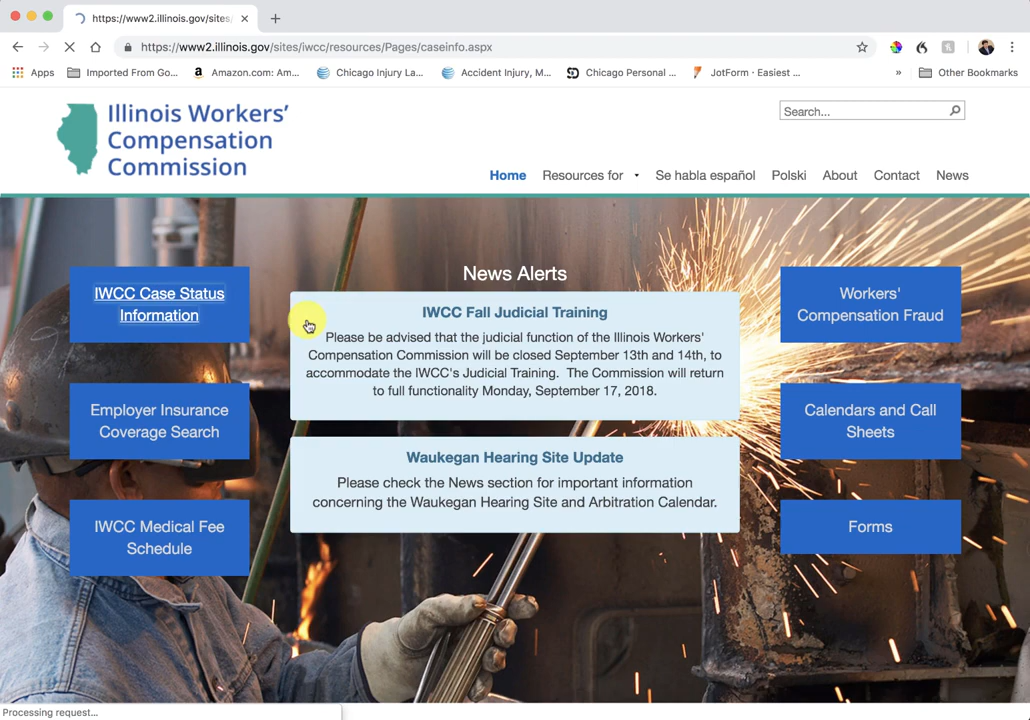 https://www2.illinois.gov/sites/
https://www2.illinois.gov/sites/iwcc/resources/Pages/caseinfo.aspx
Apps Imported From Go... Amazon.com: Am... Chicago Injury La... Accident Injury, M... Chicago Personal ... JotForm · Easiest ... » Other Bookmarks
Illinois Workers'
Compensation
Commission
Search...
Home Resources for Se habla español Polski About Contact News
IWCC Case Status
Information
Employer Insurance
Coverage Search
IWCC Medical Fee
Schedule
News Alerts
IWCC Fall Judicial Training
Please be advised that the judicial function of the Illinois Workers'
Compensation Commission will be closed September 13th and 14th, to
accommodate the IWCC's Judicial Training. The Commission will return
to full functionality Monday, September 17, 2018.
Waukegan Hearing Site Update
Please check the News section for important information
concerning the Waukegan Hearing Site and Arbitration Calendar.
Workers'
Compensation Fraud
Calendars and Call
Sheets
Forms
Processing request...